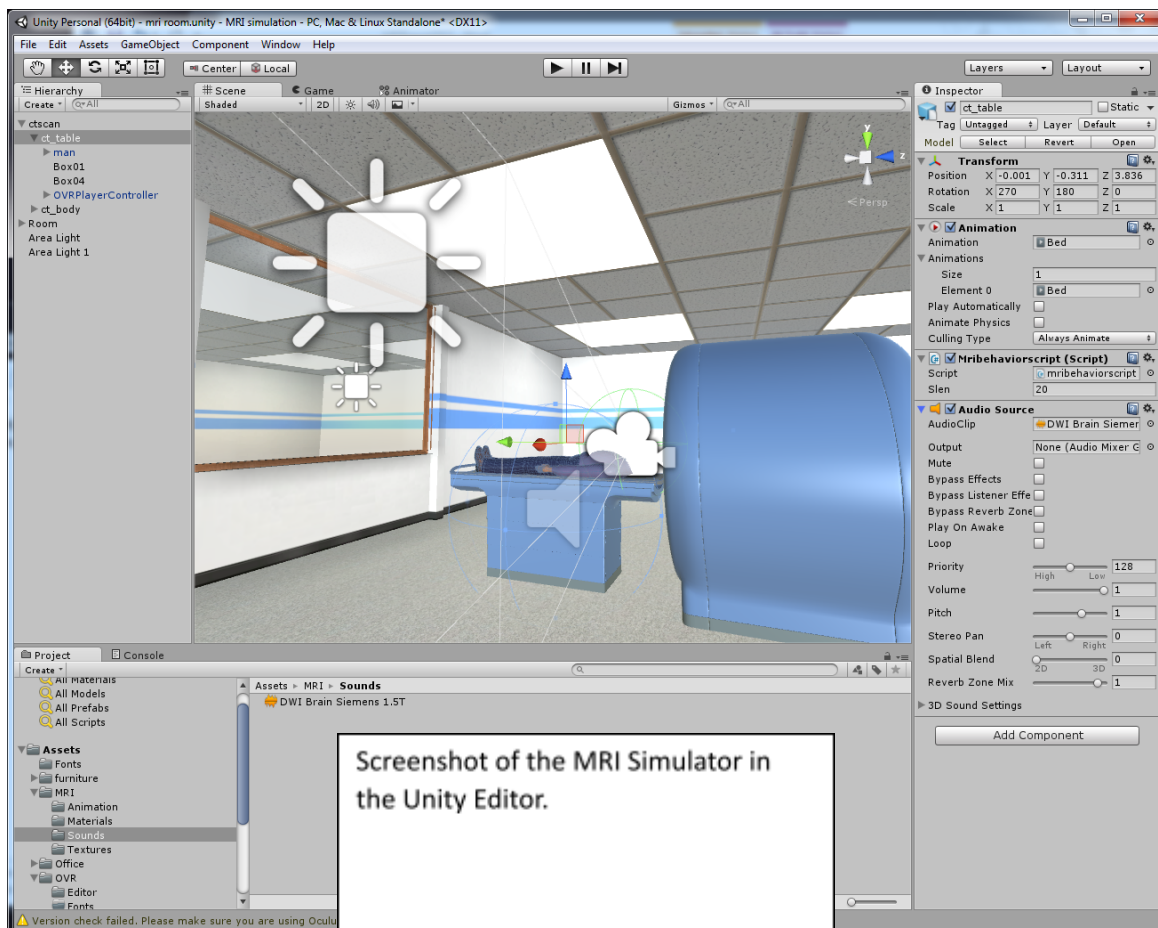 Unity Personal (64bit) - mri room.unity - MRI simulation - PC, Mac & Linux Standalone* <DX11>
File Edit Assets GameObject Component Window Help
Center Local Layers Layout
Hierarchy
Create All
ctscan
ct_table
man
Box01
Box04
OVRPlayerController
ct_body
Room
Area Light
Area Light 1
Scene Game Animator
Shaded 2D Gizmos All
y
z
Persp
Inspector
ct_table Static
Tag Untagged Layer Default
Model Select Revert Open
Transform
Position X -0.001 Y -0.311 Z 3.836
Rotation X 270 Y 180 Z 0
Scale X 1 Y 1 Z 1
Animation
Animation Bed
Animations
Size 1
Element 0 Bed
Play Automatically
Animate Physics
Culling Type Always Animate
Mribehaviorscript (Script)
Script mribehaviorscript
Slen 20
Audio Source
AudioClip DWI Brain Siemer
Output None (Audio Mixer G
Mute
Bypass Effects
Bypass Listener Effe
Bypass Reverb Zone
Play On Awake
Loop
Priority 128
High Low
Volume 1
Pitch 1
Stereo Pan 0
Left Right
Spatial Blend 0
2D 3D
Reverb Zone Mix 1
3D Sound Settings
Add Component
Project Console
Create
All Materials
All Models
All Prefabs
All Scripts
Assets
Fonts
furniture
MRI
Animation
Materials
Sounds
Textures
Office
OVR
Editor
Fonts
Assets MRI Sounds
DWI Brain Siemens 1.5T
Screenshot of the MRI Simulator in
the Unity Editor.
Version check failed. Please make sure you are using Oculu